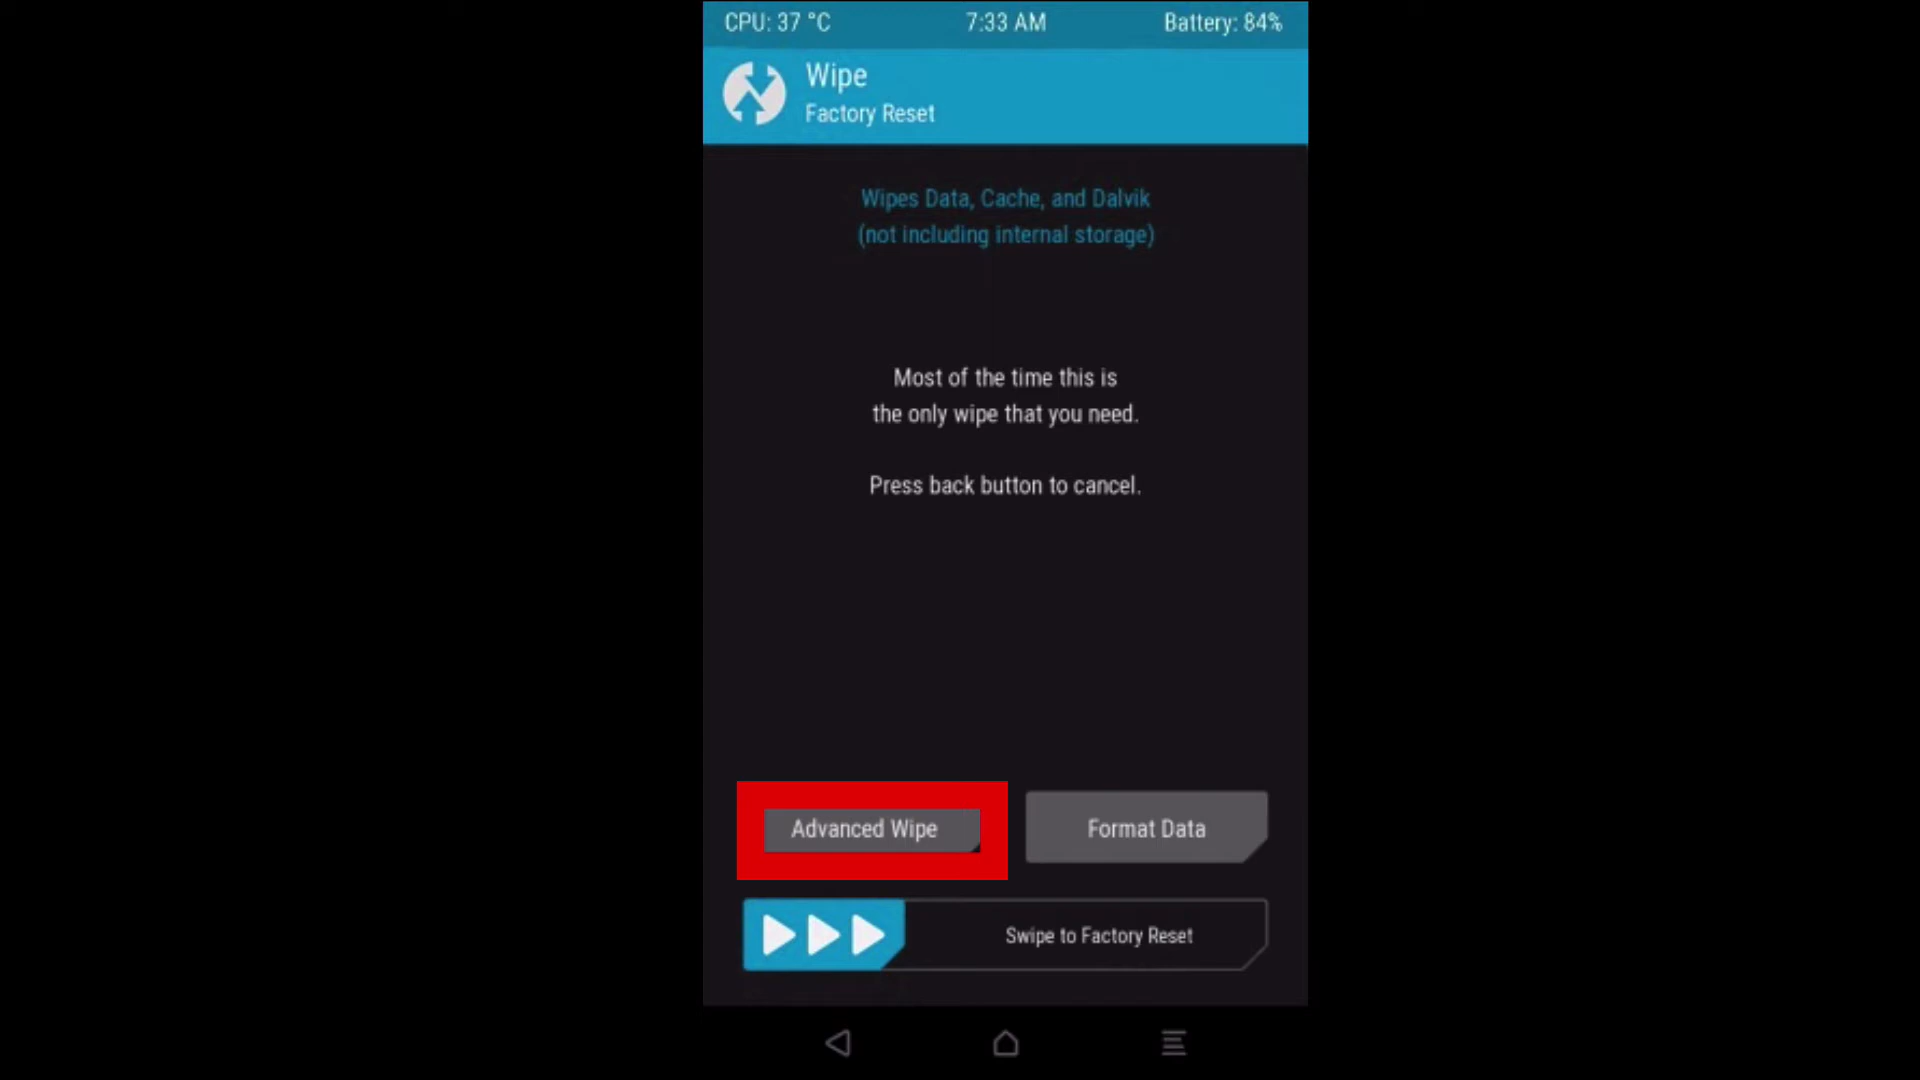 CPU: 37 °C 7:33 AM Battery: 84%
Wipe
Factory Reset
Wipes Data, Cache, and Dalvik
(not including internal storage)
Most of the time this is
the only wipe that you need.
Press back button to cancel.
Advanced Wipe
Format Data
Swipe to Factory Reset